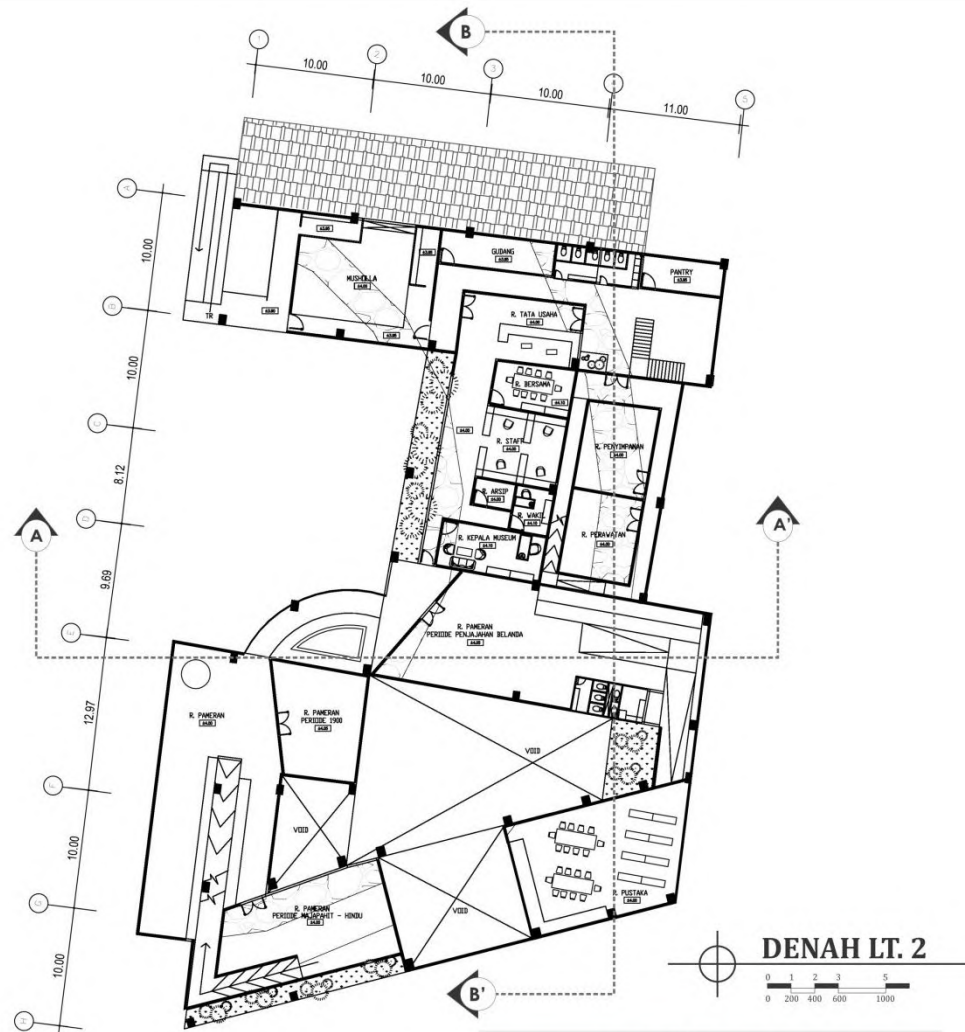 B
1
2
3
5
10.00
10.00
10.00
11.00
A
B
C
D
E
F
G
H
10.00
10.00
8.12
9.69
12.97
10.00
10.00
TR
MUSHOLLA
GUDANG
PANTRY
R. TATA USAHA
R. BERSAMA
R. STAFF
R. ARSIP
R. WAKIL
R. KEPALA MUSEUM
R. PENYIMPANAN
R. PERAWATAN
A
A'
R. PAMERAN
PERIODE PENJAJAHAN BELANDA
R. PAMERAN
R. PAMERAN
PERIODE 1900
VOID
VOID
VOID
R. PAMERAN
PERIODE MAJAPAHIT - HINDU
R. PUSTAKA
B'
DENAH LT. 2
0 1 2 3 5
0 200 400 600 1000